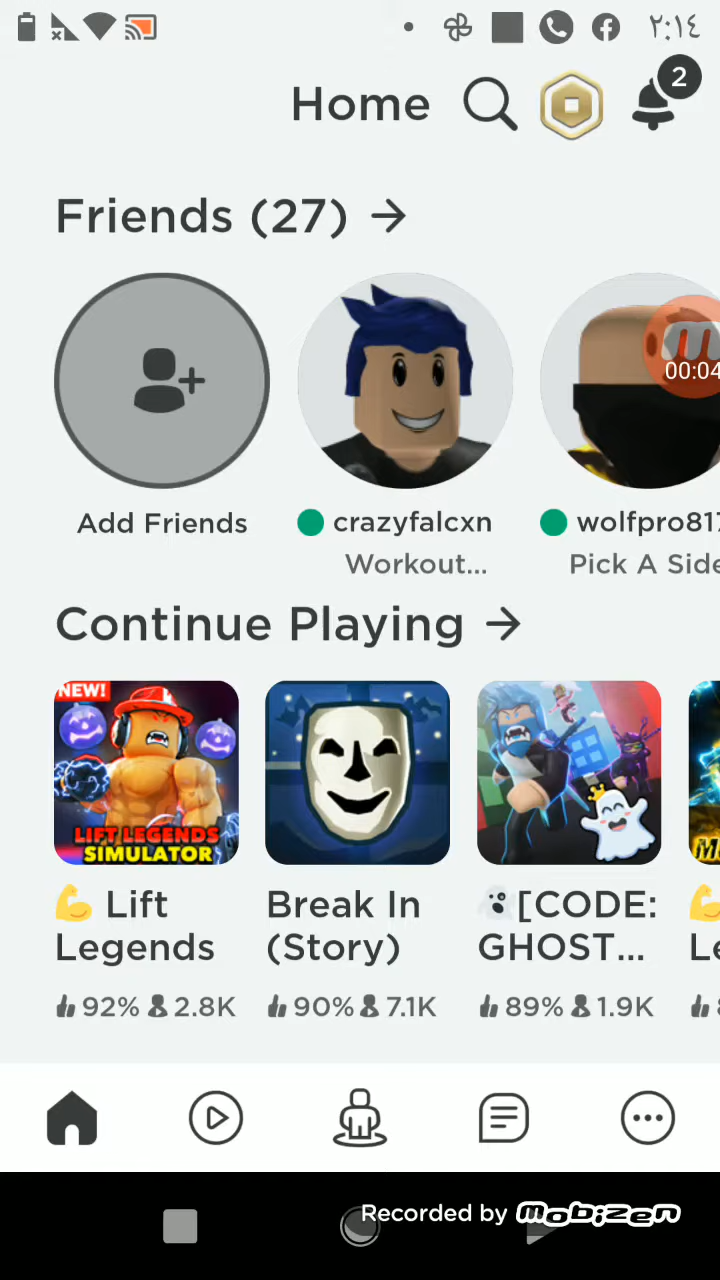 ٢:١٤
2
Home
Friends (27)
00:04
Add Friends
crazyfalcxn
wolfpro817
Workout...
Pick A Side
Continue Playing
NEW!
LIFT LEGENDS
SIMULATOR
Lift
Legends
92% 2.8K
Break In
(Story)
90% 7.1K
[CODE:
GHOST...
89% 1.9K
Le
Recorded by mobizen